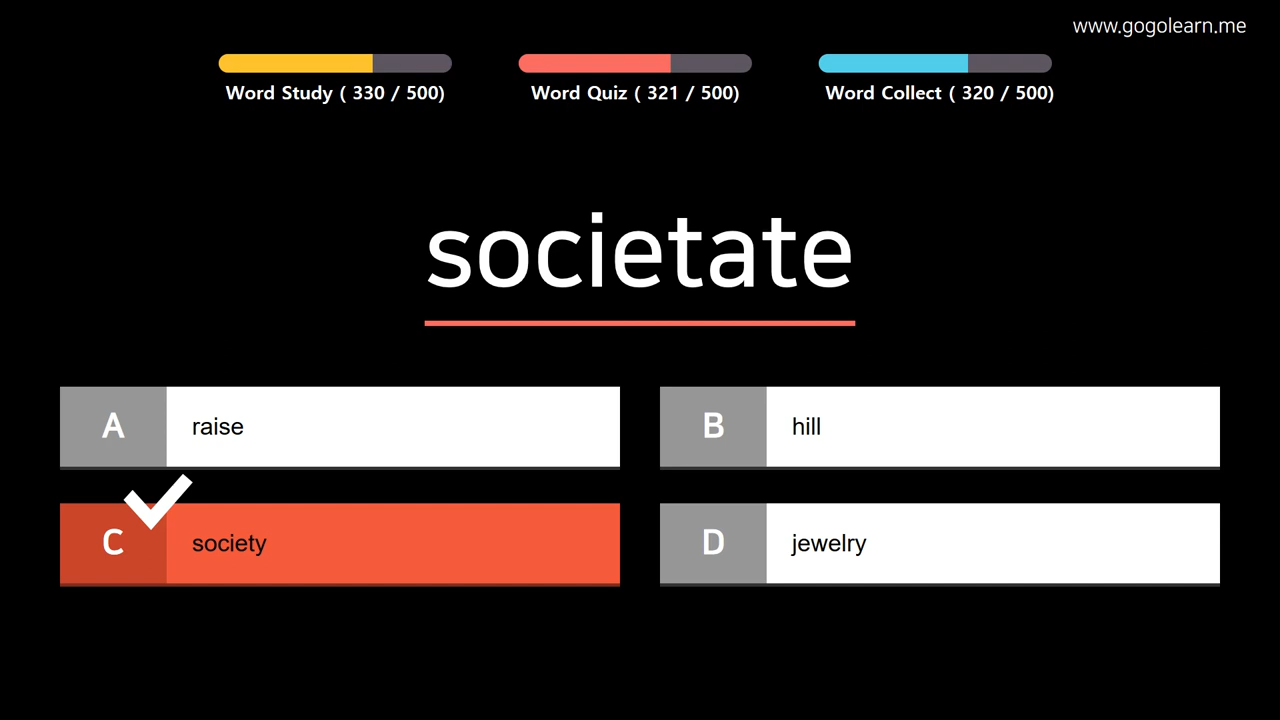 www.gogolearn.me
Word Study ( 330 / 500)
Word Quiz ( 321 / 500)
Word Collect ( 320 / 500)
societate
A raise
B hill
C society
D jewelry